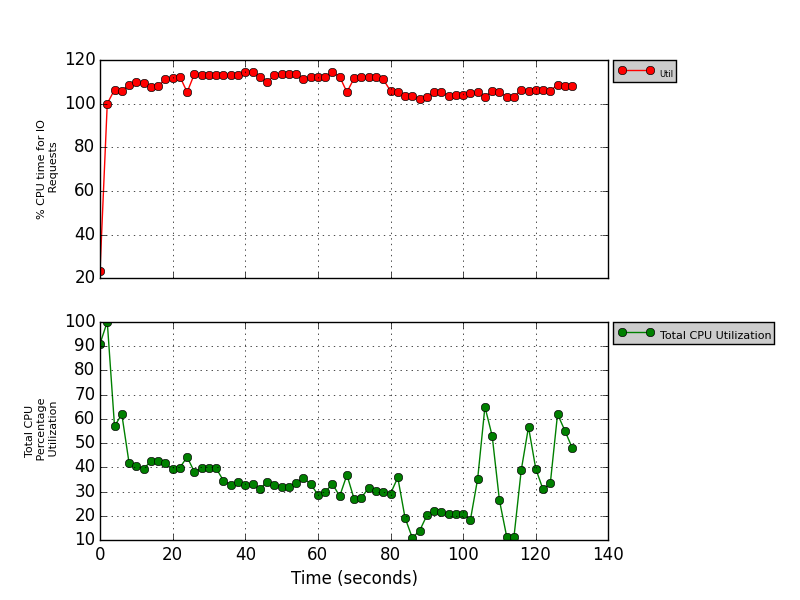 120
100
80
60
40
20
% CPU time for IO
Requests
Util
100
90
80
70
60
50
40
30
20
10
Total CPU
Percentage
Utilization
Total CPU Utilization
0 20 40 60 80 100 120 140
Time (seconds)